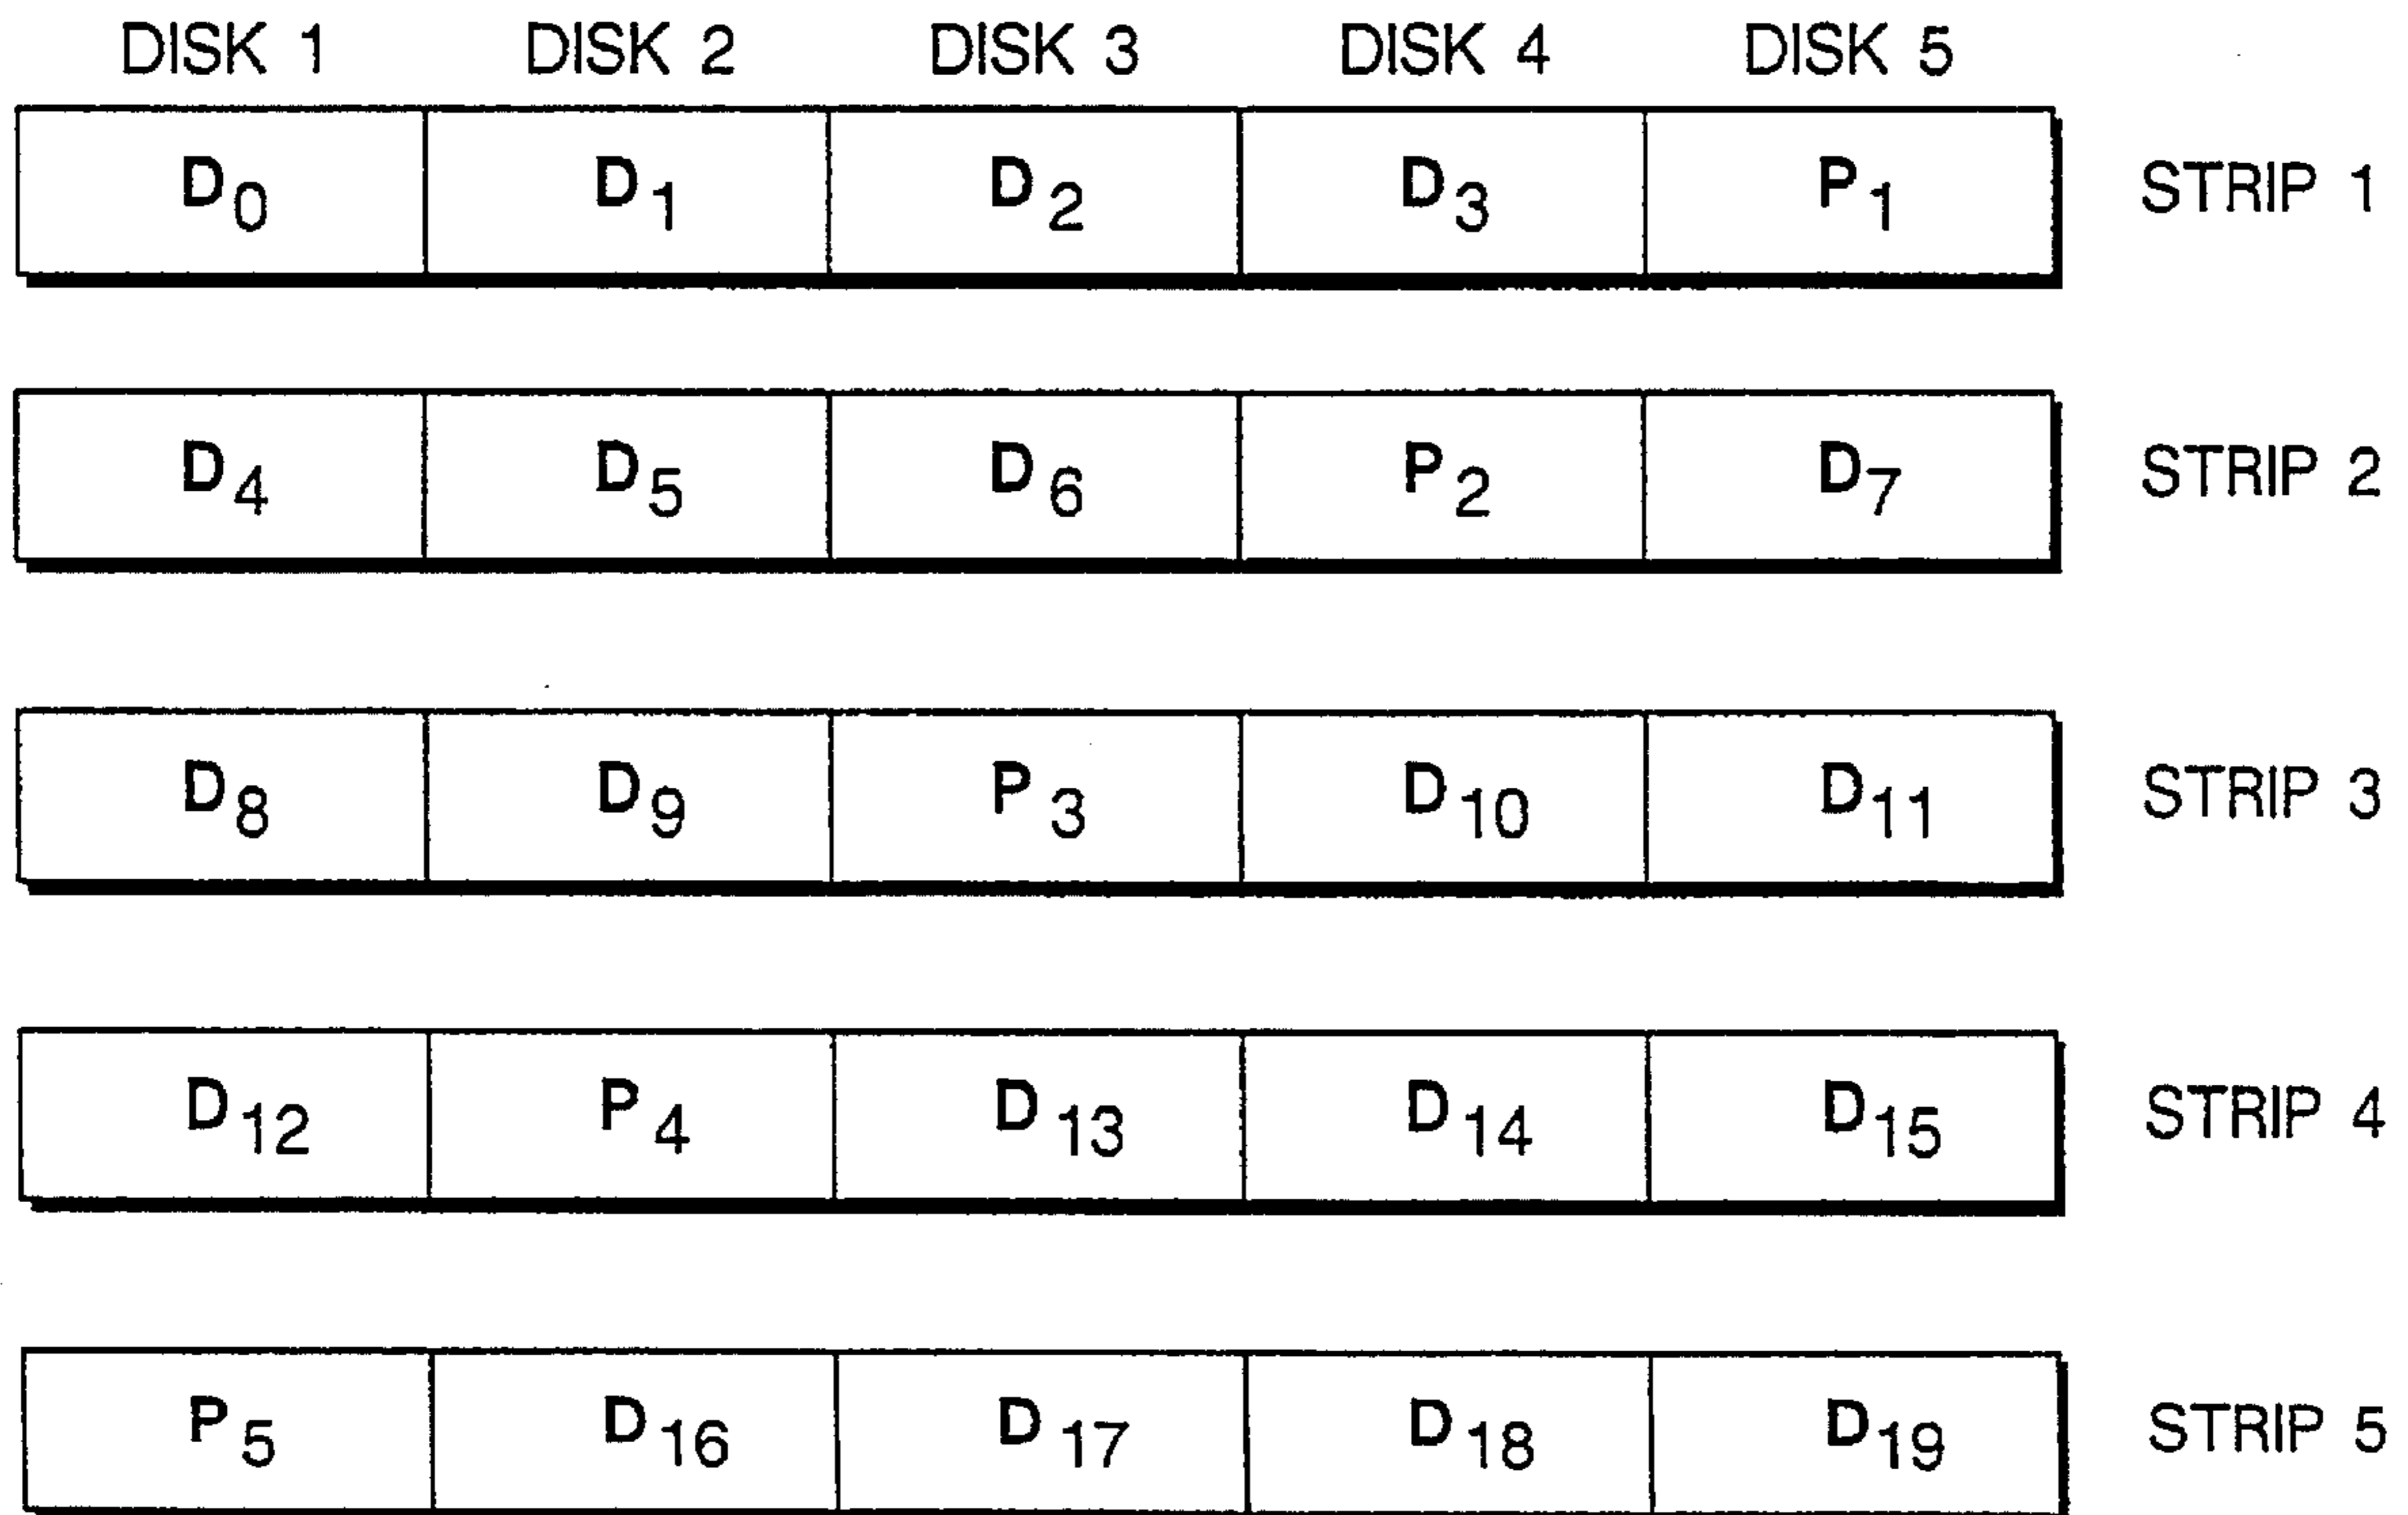 DISK 1 DISK 2 DISK 3 DISK 4 DISK 5
D0 D1 D2 D3 P1 STRIP 1
D4 D5 D6 P2 D7 STRIP 2
D8 D9 P3 D10 D11 STRIP 3
D12 P4 D13 D14 D15 STRIP 4
P5 D16 D17 D18 D19 STRIP 5